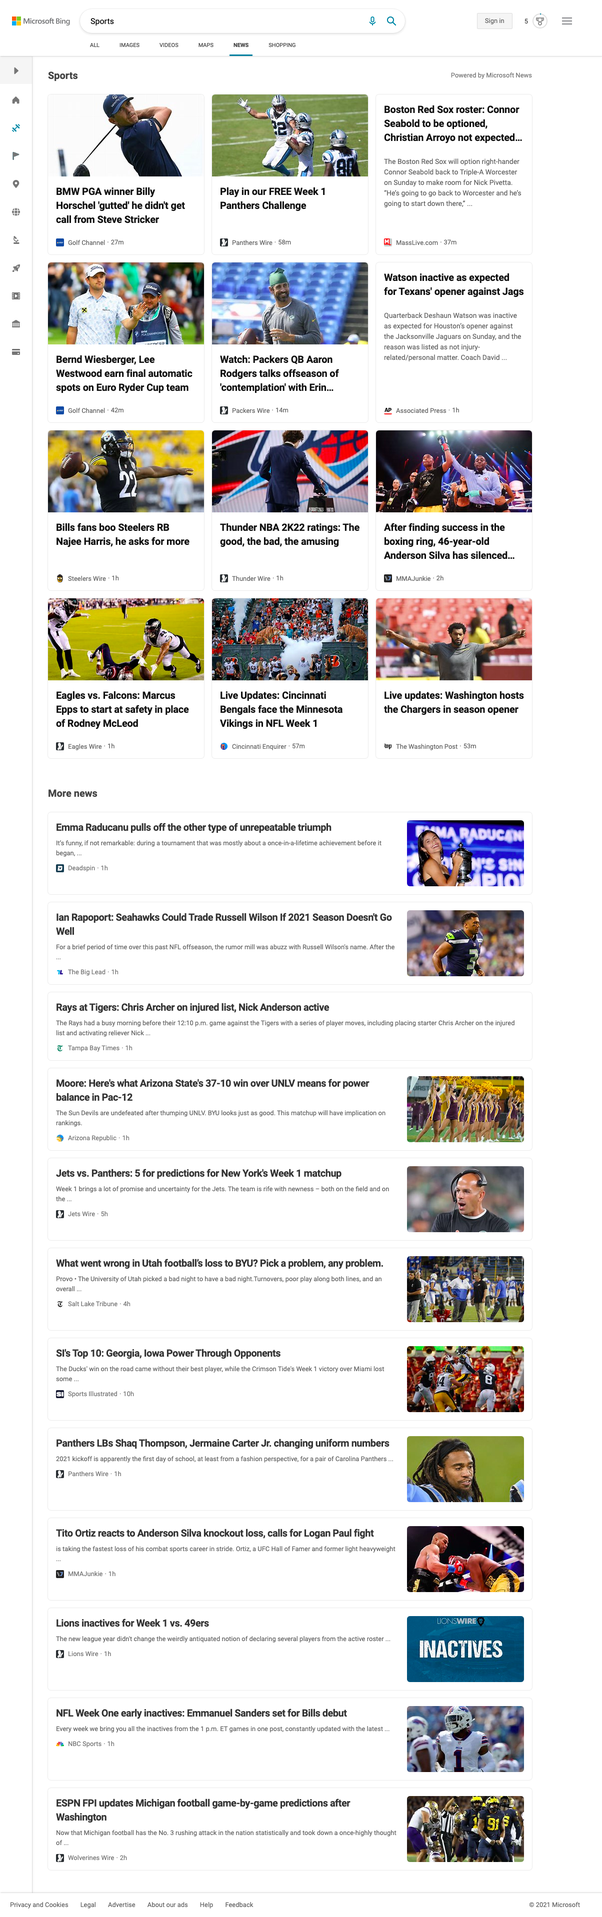 Microsoft Bing
Sports
Sign in
5
ALL IMAGES VIDEOS MAPS NEWS SHOPPING
Sports
Powered by Microsoft News
BMW PGA winner Billy
Horschel 'gutted' he didn't get
call from Steve Stricker
Golf Channel · 27m
Play in our FREE Week 1
Panthers Challenge
Panthers Wire · 58m
Boston Red Sox roster: Connor
Seabold to be optioned,
Christian Arroyo not expected...
The Boston Red Sox will option right-hander
Connor Seabold back to Triple-A Worcester
on Sunday to make room for Nick Pivetta.
"He's going to go back to Worcester and he's
going to start down there," ...
MassLive.com · 37m
Bernd Wiesberger, Lee
Westwood earn final automatic
spots on Euro Ryder Cup team
Golf Channel · 42m
Watch: Packers QB Aaron
Rodgers talks offseason of
'contemplation' with Erin...
Packers Wire · 14m
Watson inactive as expected
for Texans' opener against Jags
Quarterback Deshaun Watson was inactive
as expected for Houston's opener against
the Jacksonville Jaguars on Sunday, and the
reason was listed as not injury-
related/personal matter. Coach David ...
AP Associated Press · 1h
22
Bills fans boo Steelers RB
Najee Harris, he asks for more
Steelers Wire · 1h
Thunder NBA 2K22 ratings: The
good, the bad, the amusing
Thunder Wire · 1h
After finding success in the
boxing ring, 46-year-old
Anderson Silva has silenced...
MMAJunkie · 2h
Eagles vs. Falcons: Marcus
Epps to start at safety in place
of Rodney McLeod
Eagles Wire · 1h
Live Updates: Cincinnati
Bengals face the Minnesota
Vikings in NFL Week 1
Cincinnati Enquirer · 57m
Live updates: Washington hosts
the Chargers in season opener
wp The Washington Post · 53m
More news
Emma Raducanu pulls off the other type of unrepeatable triumph
It's funny, if not remarkable: during a tournament that was mostly about a once-in-a-lifetime achievement before it
began, ...
Deadspin · 1h
Ian Rapoport: Seahawks Could Trade Russell Wilson If 2021 Season Doesn't Go
Well
For a brief period of time over this past NFL offseason, the rumor mill was abuzz with Russell Wilson's name. After the
...
The Big Lead · 1h
Rays at Tigers: Chris Archer on injured list, Nick Anderson active
The Rays had a busy morning before their 12:10 p.m. game against the Tigers with a series of player moves, including placing starter Chris Archer on the injured
list and activating reliever Nick ...
Tampa Bay Times · 1h
Moore: Here's what Arizona State's 37-10 win over UNLV means for power
balance in Pac-12
The Sun Devils are undefeated after thumping UNLV. BYU looks just as good. This matchup will have implication on
rankings.
Arizona Republic · 1h
Jets vs. Panthers: 5 for predictions for New York's Week 1 matchup
Week 1 brings a lot of promise and uncertainty for the Jets. The team is rife with newness – both on the field and on
the ...
Jets Wire · 5h
What went wrong in Utah football's loss to BYU? Pick a problem, any problem.
Provo • The University of Utah picked a bad night to have a bad night.Turnovers, poor play along both lines, and an
overall ...
Salt Lake Tribune · 4h
SI's Top 10: Georgia, Iowa Power Through Opponents
The Ducks' win on the road came without their best player, while the Crimson Tide's Week 1 victory over Miami lost
some ...
SI Sports Illustrated · 10h
Panthers LBs Shaq Thompson, Jermaine Carter Jr. changing uniform numbers
2021 kickoff is apparently the first day of school, at least from a fashion perspective, for a pair of Carolina Panthers ...
Panthers Wire · 1h
Tito Ortiz reacts to Anderson Silva knockout loss, calls for Logan Paul fight
is taking the fastest loss of his combat sports career in stride. Ortiz, a UFC Hall of Famer and former light heavyweight
...
MMAJunkie · 1h
Lions inactives for Week 1 vs. 49ers
The new league year didn't change the weirdly antiquated notion of declaring several players from the active roster ...
Lions Wire · 1h
LIONSWIRE
INACTIVES
NFL Week One early inactives: Emmanuel Sanders set for Bills debut
Every week we bring you all the inactives from the 1 p.m. ET games in one post, constantly updated with the latest ...
NBC Sports · 1h
ESPN FPI updates Michigan football game-by-game predictions after
Washington
Now that Michigan football has the No. 3 rushing attack in the nation statistically and took down a once-highly thought
of ...
Wolverines Wire · 2h
Privacy and Cookies Legal Advertise About our ads Help Feedback
© 2021 Microsoft